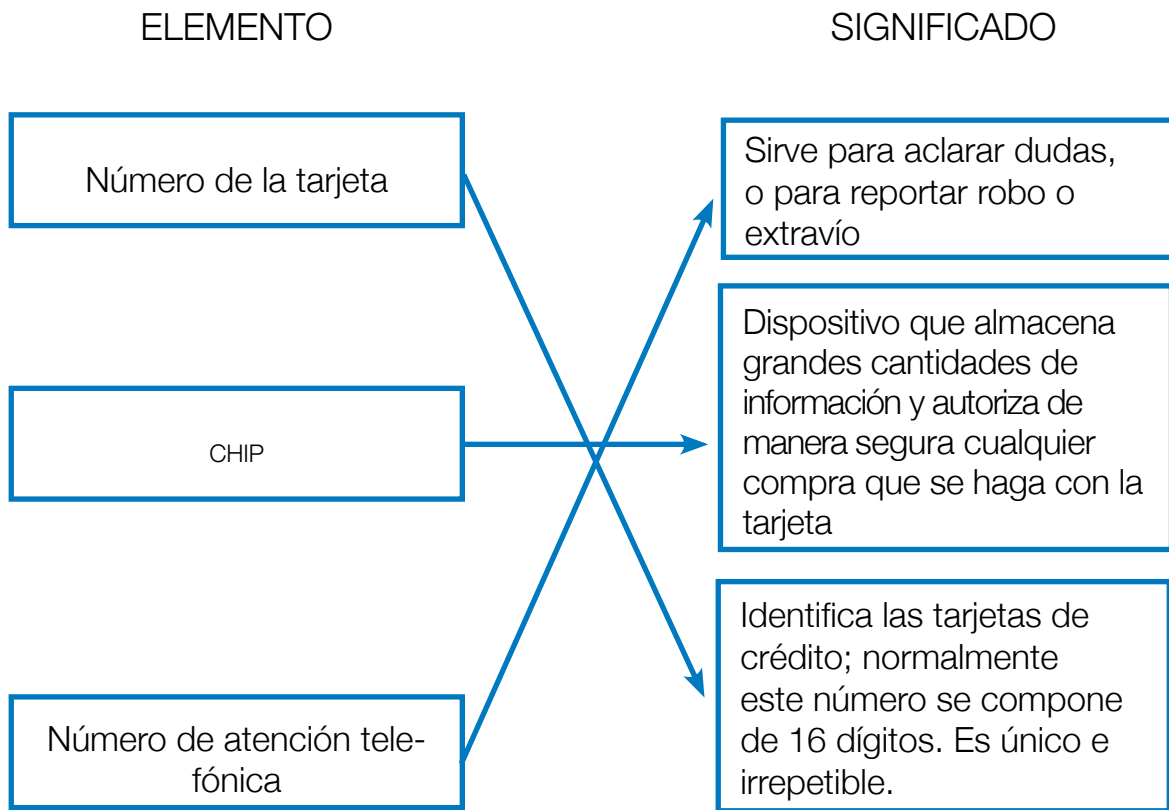 ELEMENTO
SIGNIFICADO
Número de la tarjeta
Sirve para aclarar dudas,
o para reportar robo o
extravío
CHIP
Dispositivo que almacena
grandes cantidades de
información y autoriza de
manera segura cualquier
compra que se haga con la
tarjeta
Número de atención tele-
fónica
Identifica las tarjetas de
crédito; normalmente
este número se compone
de 16 dígitos. Es único e
irrepetible.